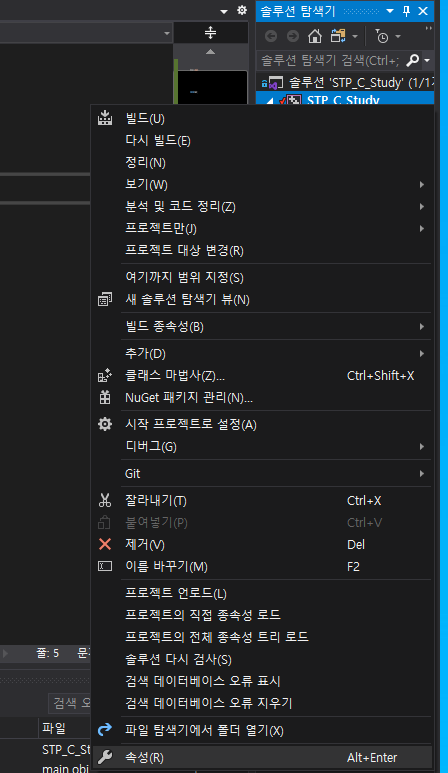 솔루션 탐색기
솔루션 탐색기 검색(Ctrl+;
솔루션 'STP_C_Study' (1/1
STP_C_Study
빌드(U)
다시 빌드(E)
정리(N)
보기(W)
분석 및 코드 정리(Z)
프로젝트만(J)
프로젝트 대상 변경(R)
여기까지 범위 지정(S)
새 솔루션 탐색기 뷰(N)
빌드 종속성(B)
추가(D)
클래스 마법사(Z)... Ctrl+Shift+X
NuGet 패키지 관리(N)...
시작 프로젝트로 설정(A)
디버그(G)
Git
잘라내기(T) Ctrl+X
붙여넣기(P) Ctrl+V
제거(V) Del
이름 바꾸기(M) F2
프로젝트 언로드(L)
프로젝트의 직접 종속성 로드
프로젝트의 전체 종속성 트리 로드
줄: 5
솔루션 다시 검사(S)
검색 데이터베이스 오류 표시
검색 데이터베이스 오류 지우기
검색 오
파일
파일 탐색기에서 폴더 열기(X)
STP_C_St
속성(R) Alt+Enter
main.obj